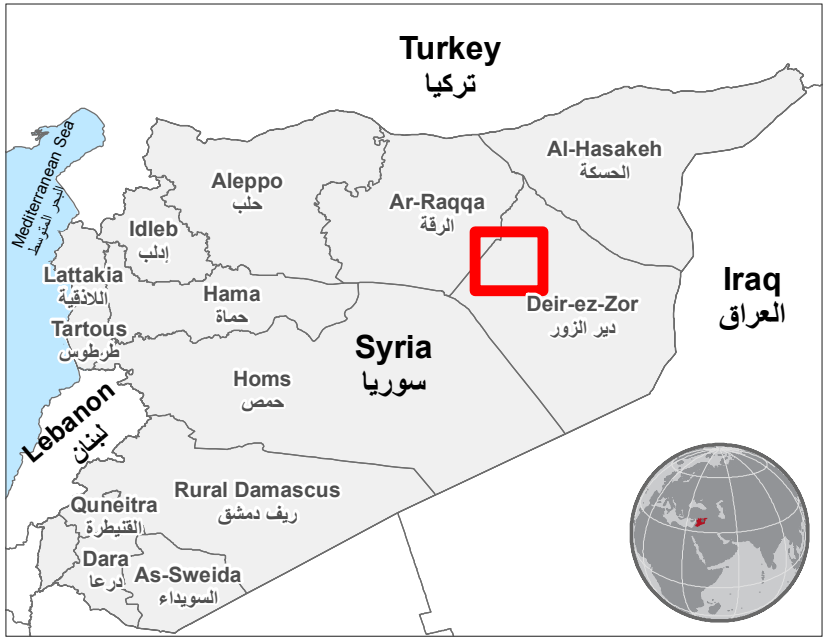 Turkey
تركيا
Mediterranean Sea
البحر المتوسط
Al-Hasakeh
الحسكة
Aleppo
حلب
Ar-Raqqa
الرقة
Idleb
إدلب
Lattakia
اللاذقية
Hama
حماة
Iraq
العراق
Deir-ez-Zor
دير الزور
Tartous
طرطوس
Syria
سوريا
Homs
حمص
Lebanon
لبنان
Rural Damascus
ريف دمشق
Quneitra
القنيطرة
Dara
درعا
As-Sweida
السويداء